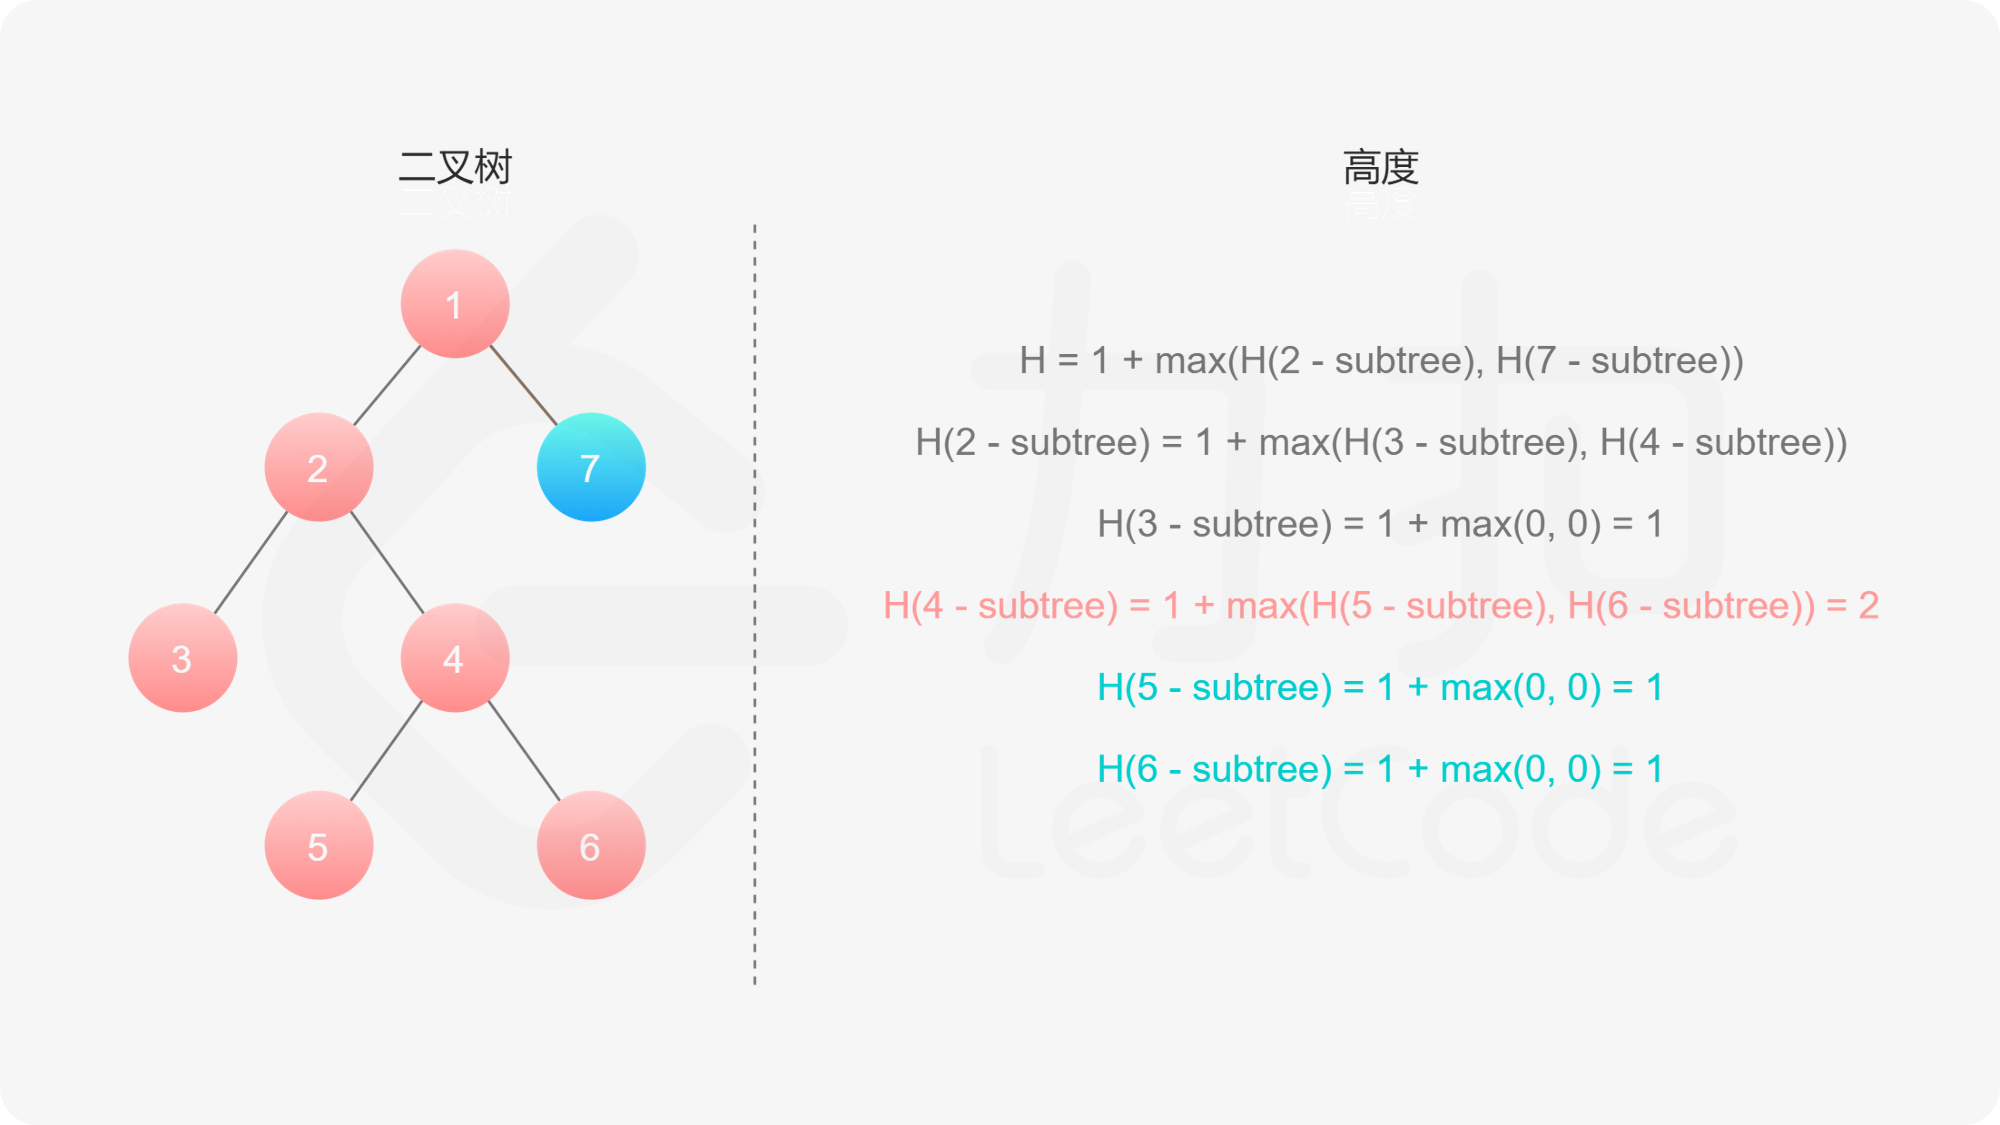 二叉树
1
2
7
3
4
5
6
高度
H = 1 + max(H(2 - subtree), H(7 - subtree))
H(2 - subtree) = 1 + max(H(3 - subtree), H(4 - subtree))
H(3 - subtree) = 1 + max(0, 0) = 1
H(4 - subtree) = 1 + max(H(5 - subtree), H(6 - subtree)) = 2
H(5 - subtree) = 1 + max(0, 0) = 1
H(6 - subtree) = 1 + max(0, 0) = 1
力扣
LeetCode